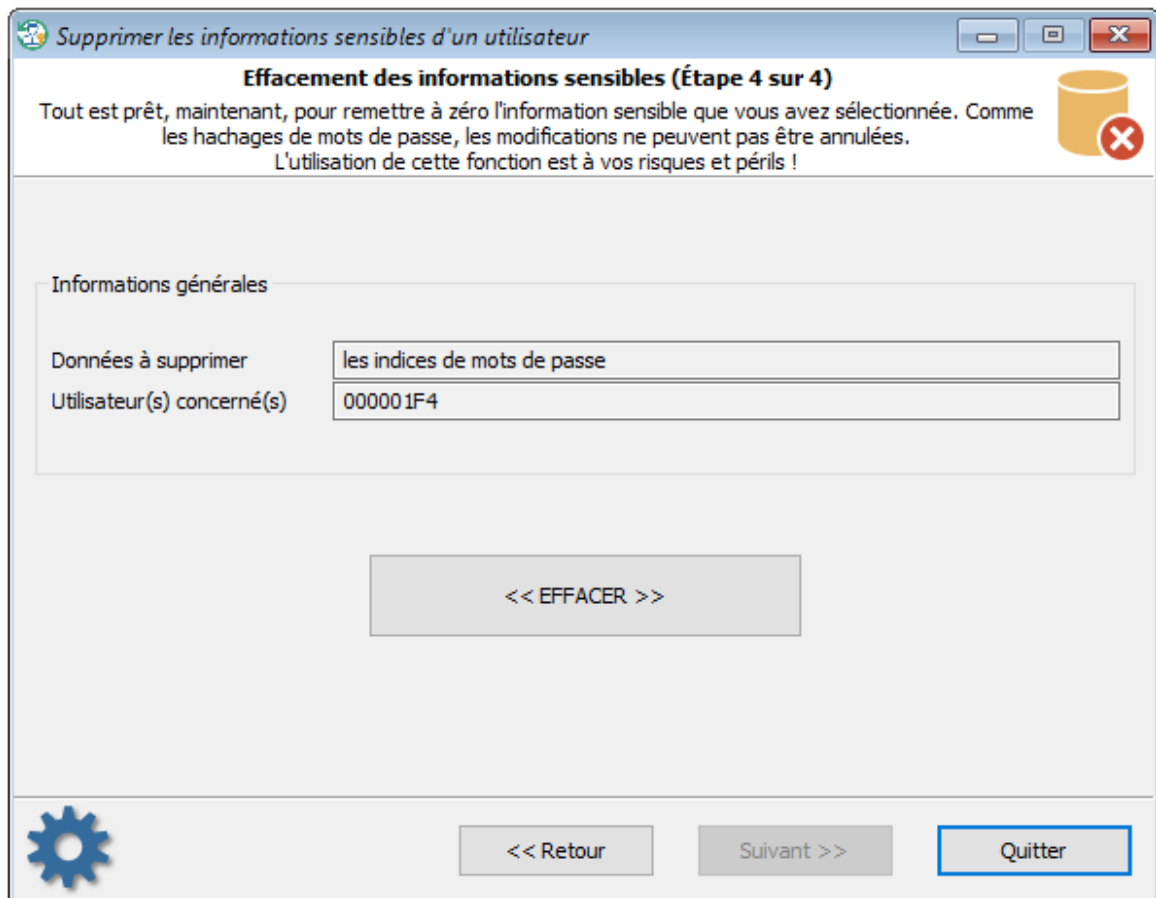 Supprimer les informations sensibles d'un utilisateur
Effacement des informations sensibles (Étape 4 sur 4)
Tout est prêt, maintenant, pour remettre à zéro l'information sensible que vous avez sélectionnée. Comme
les hachages de mots de passe, les modifications ne peuvent pas être annulées.
L'utilisation de cette fonction est à vos risques et périls !
Informations générales
Données à supprimer les indices de mots de passe
Utilisateur(s) concerné(s) 000001F4
<< EFFACER >>
<< Retour Suivant >> Quitter